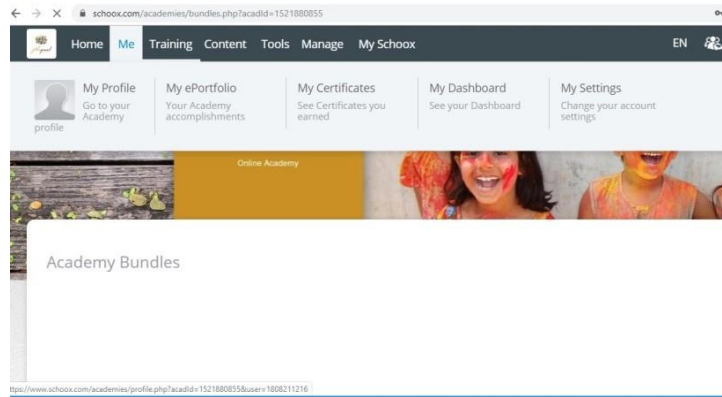 schoox.com/academies/bundles.php?acadId=1521880855
Home Me Training Content Tools Manage My Schoox EN
My Profile
Go to your
Academy
profile
My ePortfolio
Your Academy
accomplishments
My Certificates
See Certificates you
earned
My Dashboard
See your Dashboard
My Settings
Change your account
settings
Online Academy
Academy Bundles
ttps://www.schoox.com/academies/profile.php?acadId=1521880855&user=1808211216